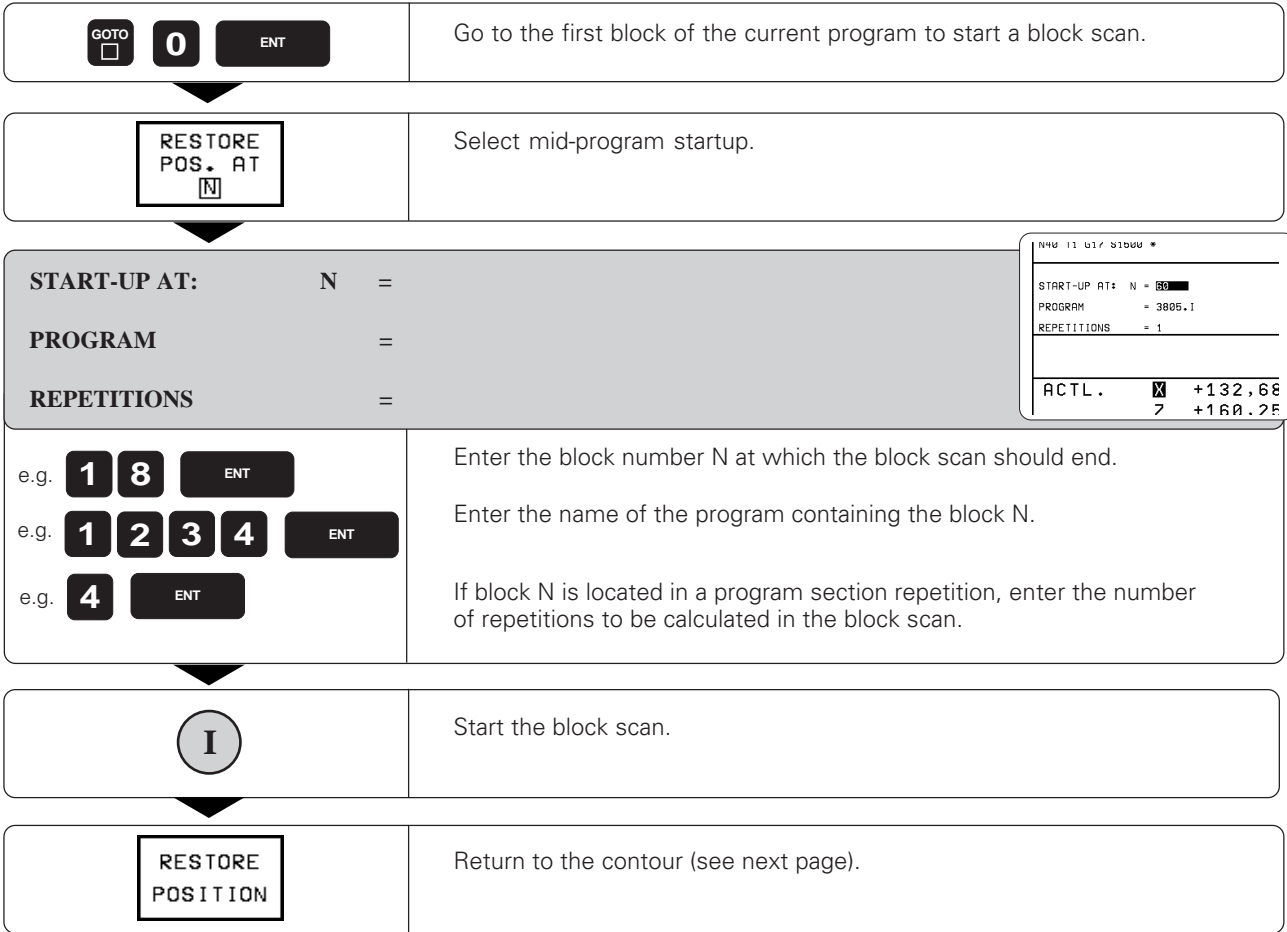 GOTO 0 ENT
Go to the first block of the current program to start a block scan.
RESTORE
POS. AT
N
Select mid-program startup.
START-UP AT: N =
PROGRAM =
REPETITIONS =
N40 T1 G17 S1500 *
START-UP AT: N = 60
PROGRAM = 3805.I
REPETITIONS = 1
ACTL. X +132,68
Z +160.25
e.g. 1 8 ENT
Enter the block number N at which the block scan should end.
e.g. 1 2 3 4 ENT
Enter the name of the program containing the block N.
e.g. 4 ENT
If block N is located in a program section repetition, enter the number
of repetitions to be calculated in the block scan.
I
Start the block scan.
RESTORE
POSITION
Return to the contour (see next page).